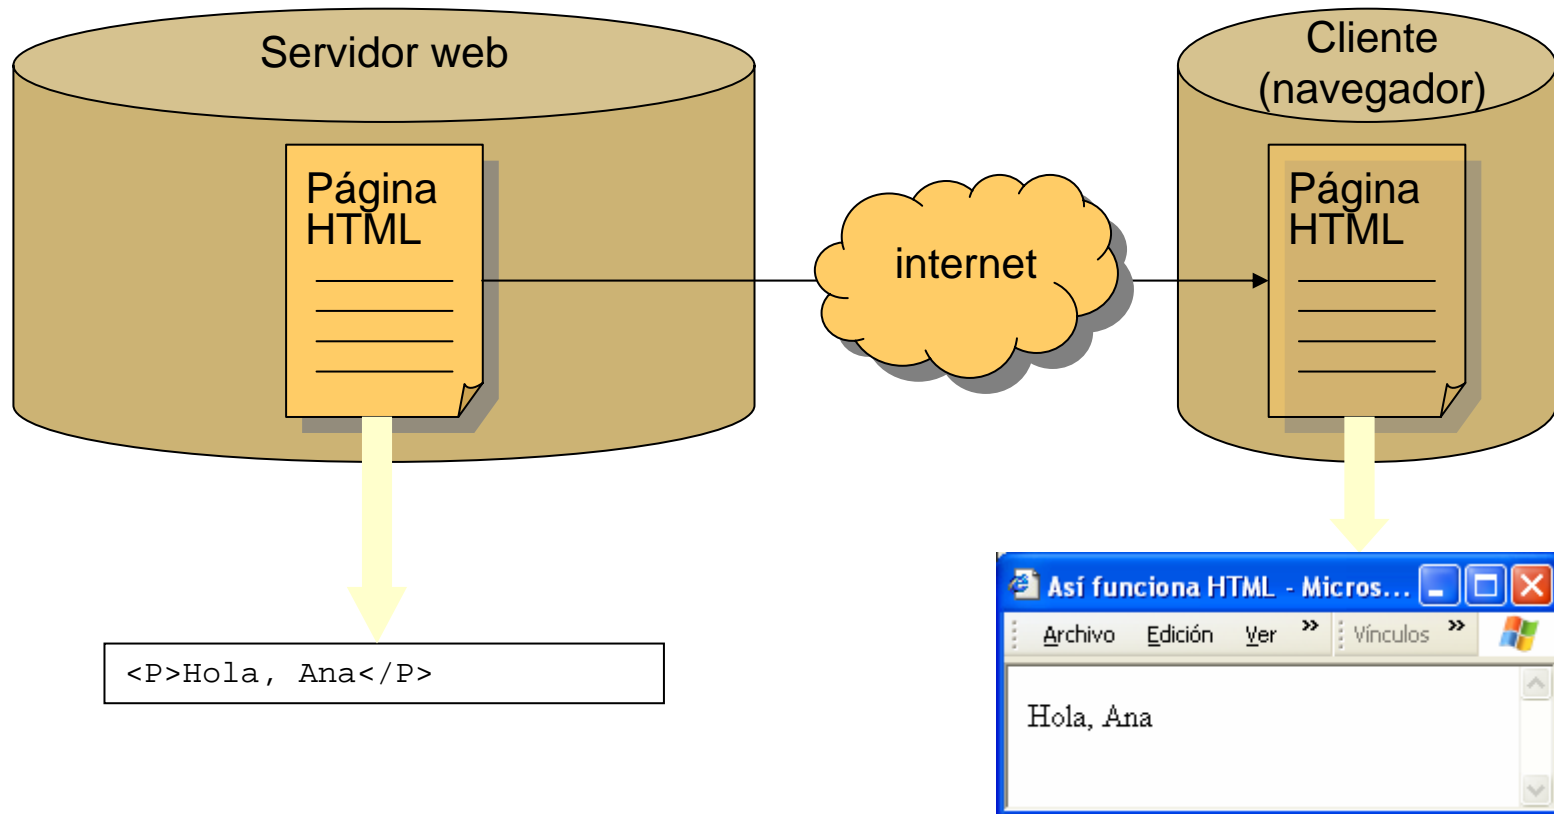 Servidor web
Cliente
(navegador)
Página
HTML
internet
Página
HTML
<P>Hola, Ana</P>
Así funciona HTML - Micros...
Archivo Edición Ver » Vínculos »
Hola, Ana